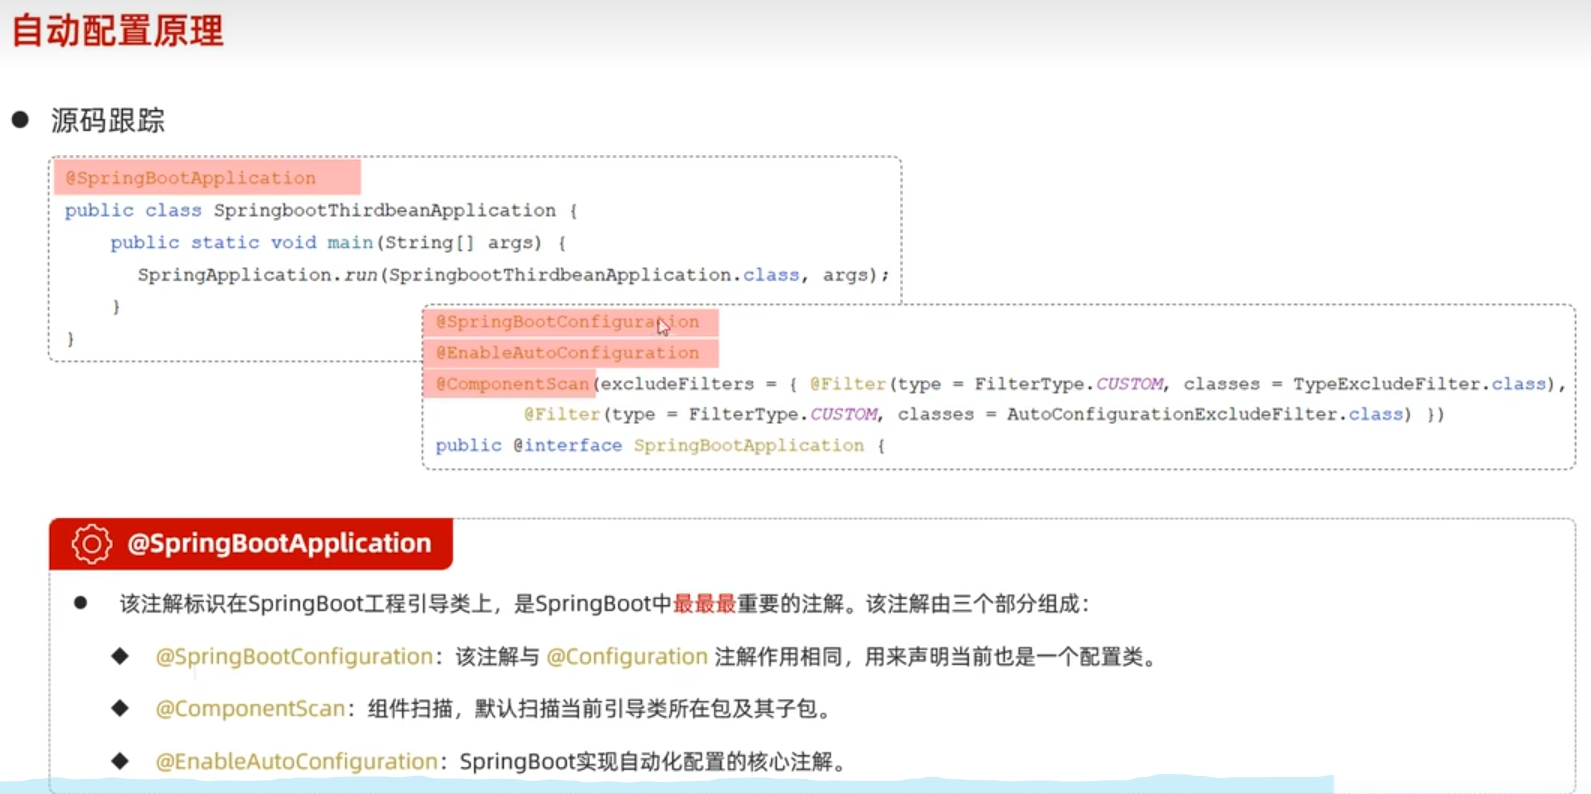 自动配置原理
● 源码跟踪
@SpringBootApplication
public class SpringbootThirdbeanApplication {
public static void main(String[] args) {
SpringApplication.run(SpringbootThirdbeanApplication.class, args);
}
}
@SpringBootConfiguration
@EnableAutoConfiguration
@ComponentScan(excludeFilters = { @Filter(type = FilterType.CUSTOM, classes = TypeExcludeFilter.class),
@Filter(type = FilterType.CUSTOM, classes = AutoConfigurationExcludeFilter.class) })
public @interface SpringBootApplication {
@SpringBootApplication
● 该注解标识在SpringBoot工程引导类上，是SpringBoot中最最最重要的注解。该注解由三个部分组成：
◆ @SpringBootConfiguration：该注解与 @Configuration 注解作用相同，用来声明当前也是一个配置类。
◆ @ComponentScan：组件扫描，默认扫描当前引导类所在包及其子包。
◆ @EnableAutoConfiguration：SpringBoot实现自动化配置的核心注解。